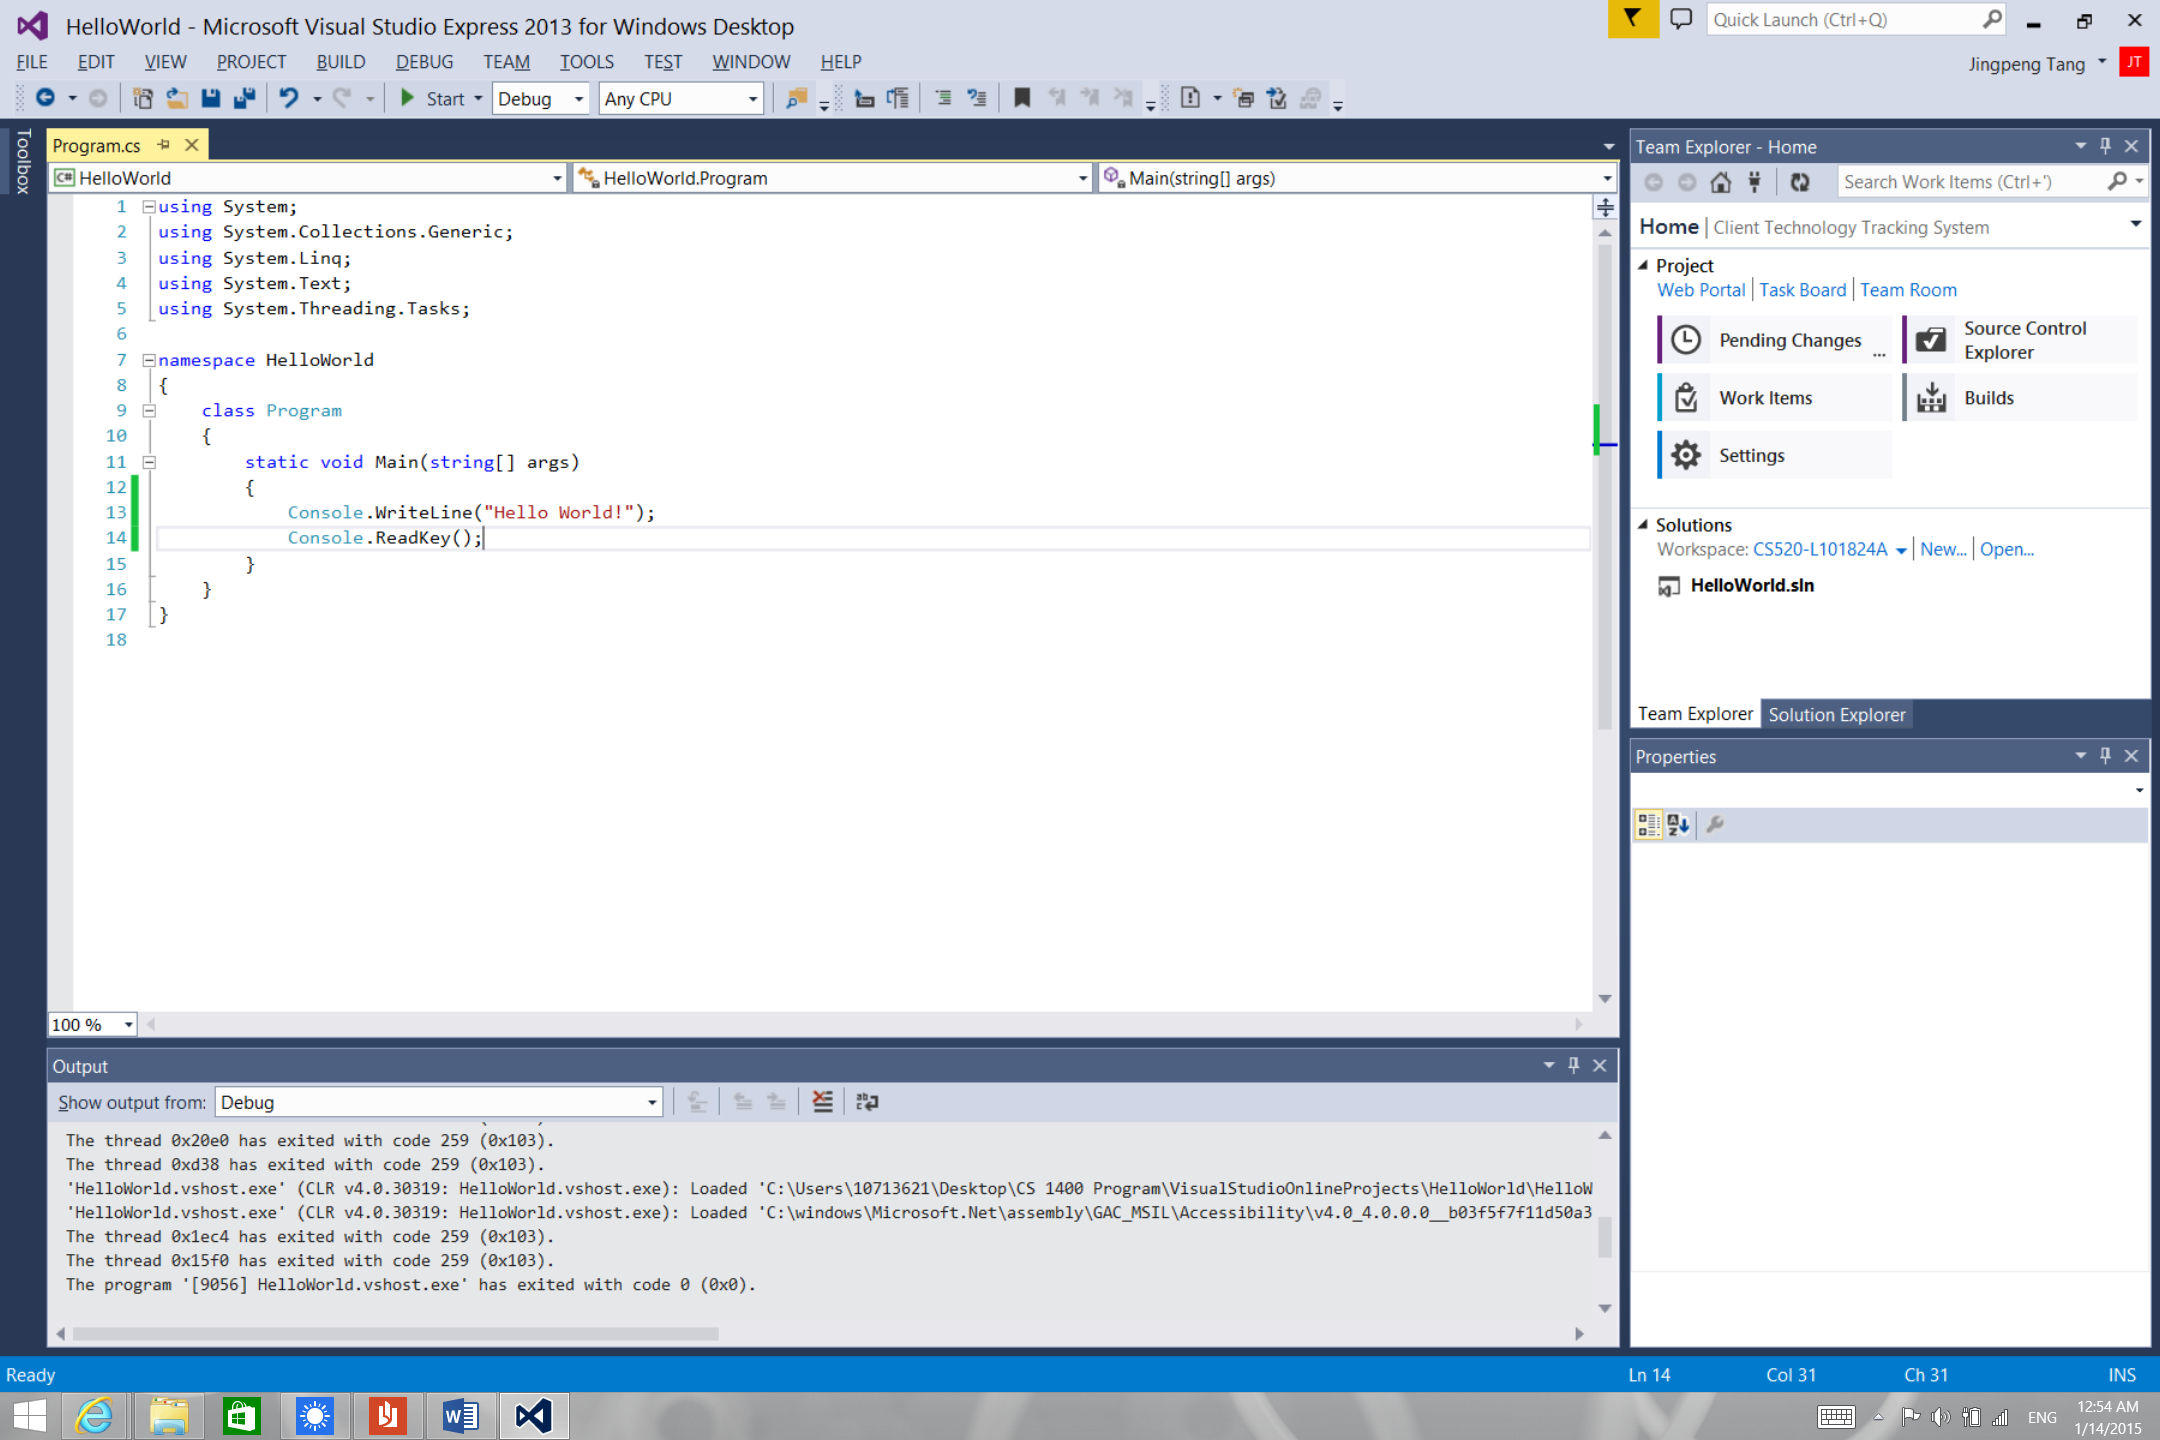 HelloWorld - Microsoft Visual Studio Express 2013 for Windows Desktop
Quick Launch (Ctrl+Q)
FILE EDIT VIEW PROJECT BUILD DEBUG TEAM TOOLS TEST WINDOW HELP
Jingpeng Tang JT
Start Debug Any CPU
Toolbox
Program.cs
HelloWorld HelloWorld.Program Main(string[] args)
1 using System;
2 using System.Collections.Generic;
3 using System.Linq;
4 using System.Text;
5 using System.Threading.Tasks;
6
7 namespace HelloWorld
8 {
9 class Program
10 {
11 static void Main(string[] args)
12 {
13 Console.WriteLine("Hello World!");
14 Console.ReadKey();
15 }
16 }
17 }
18
100 %
Team Explorer - Home
Search Work Items (Ctrl+')
Home | Client Technology Tracking System
Project
Web Portal | Task Board | Team Room
Pending Changes ...
Source Control
Explorer
Work Items
Builds
Settings
Solutions
Workspace: CS520-L101824A | New... | Open...
HelloWorld.sln
Team Explorer Solution Explorer
Properties
Output
Show output from: Debug
The thread 0x20e0 has exited with code 259 (0x103).
The thread 0xd38 has exited with code 259 (0x103).
'HelloWorld.vshost.exe' (CLR v4.0.30319: HelloWorld.vshost.exe): Loaded 'C:\Users\10713621\Desktop\CS 1400 Program\VisualStudioOnlineProjects\HelloWorld\HelloW
'HelloWorld.vshost.exe' (CLR v4.0.30319: HelloWorld.vshost.exe): Loaded 'C:\windows\Microsoft.Net\assembly\GAC_MSIL\Accessibility\v4.0_4.0.0.0__b03f5f7f11d50a3
The thread 0x1ec4 has exited with code 259 (0x103).
The thread 0x15f0 has exited with code 259 (0x103).
The program '[9056] HelloWorld.vshost.exe' has exited with code 0 (0x0).
Ready Ln 14 Col 31 Ch 31 INS
ENG
12:54 AM
1/14/2015